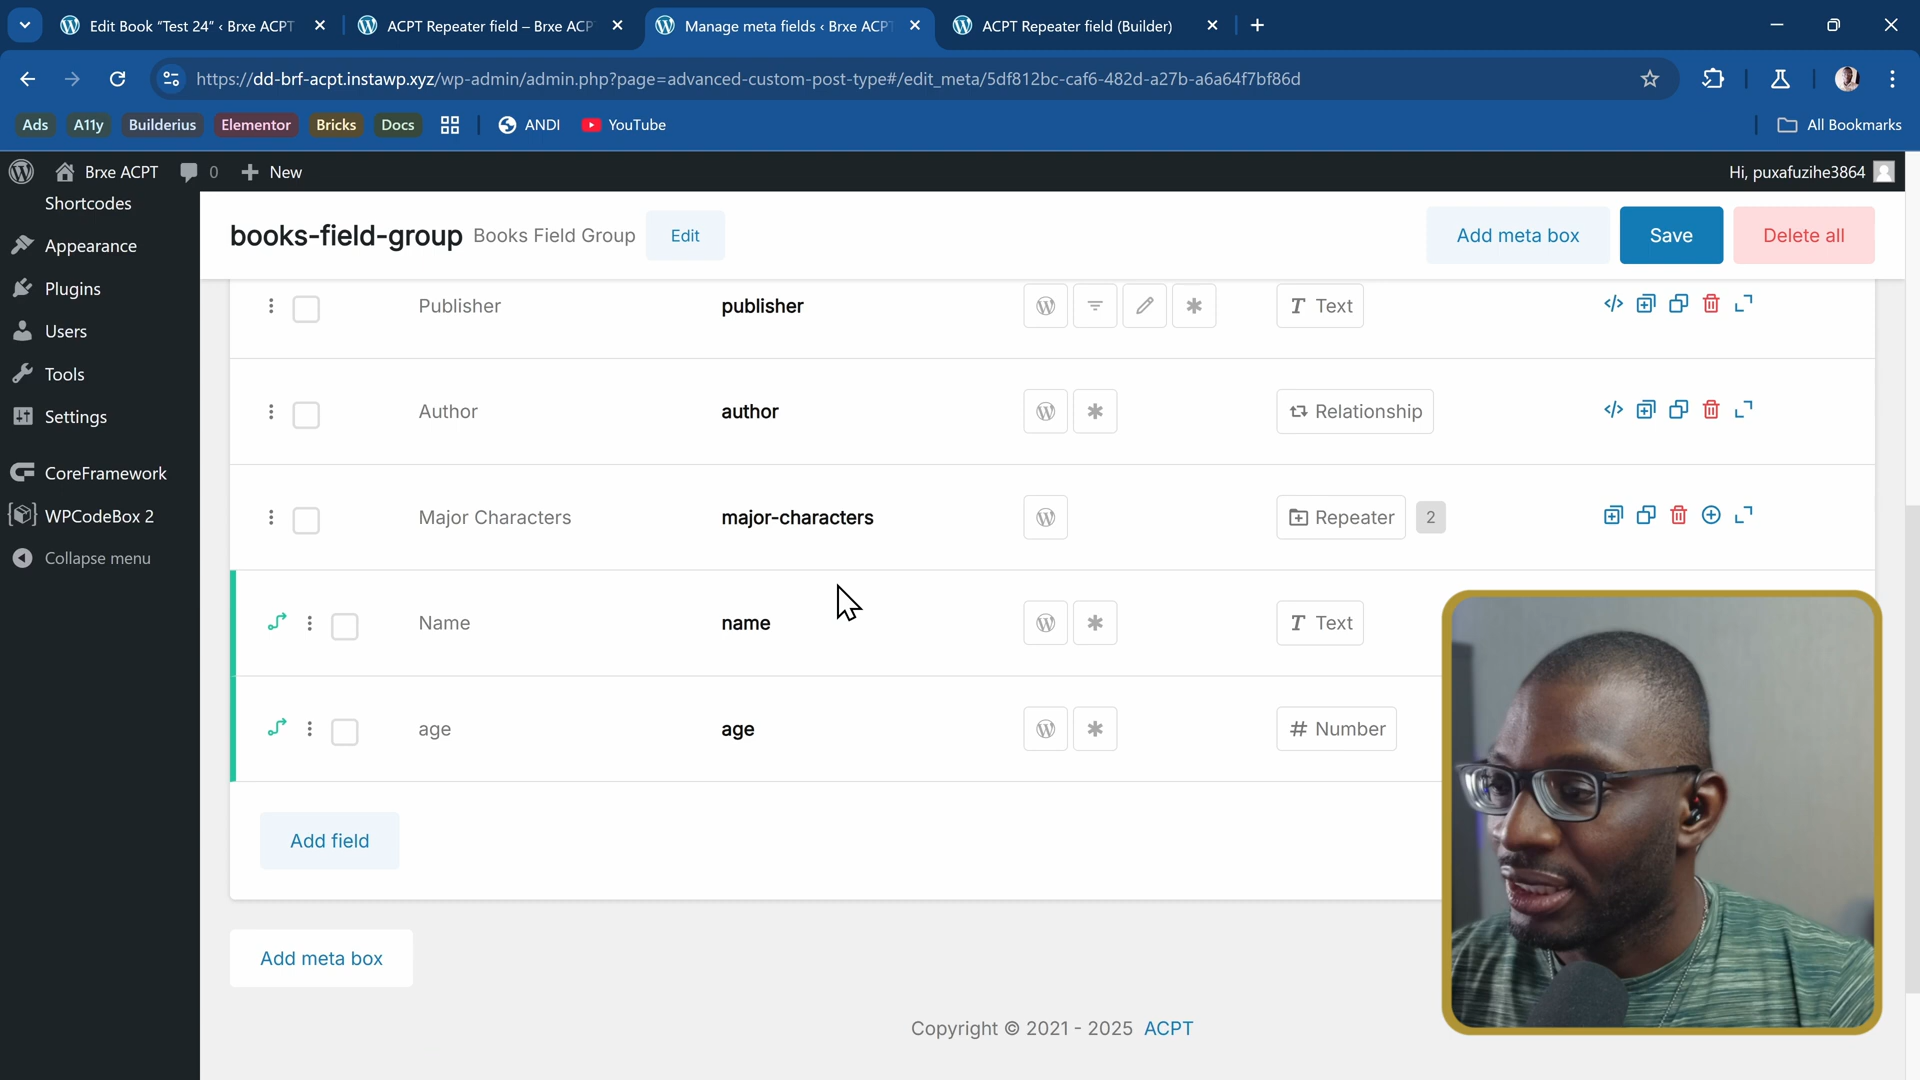 Edit Book “Test 24” ‹ Brxe ACPT
ACPT Repeater field – Brxe ACP
Manage meta fields ‹ Brxe ACPT
ACPT Repeater field (Builder)
https://dd-brf-acpt.instawp.xyz/wp-admin/admin.php?page=advanced-custom-post-type#/edit_meta/5df812bc-caf6-482d-a27b-a6a64f7bf86d
Ads
A11y
Builderius
Elementor
Bricks
Docs
ANDI
YouTube
All Bookmarks
Brxe ACPT
0
New
Hi, puxafuzihe3864
Shortcodes
Appearance
Plugins
Users
Tools
Settings
CoreFramework
WPCodeBox 2
Collapse menu
books-field-group Books Field Group
Edit
Add meta box
Save
Delete all
Publisher
publisher
Text
Author
author
Relationship
Major Characters
major-characters
Repeater
2
Name
name
Text
age
age
Number
Add field
Add meta box
Copyright © 2021 - 2025 ACPT